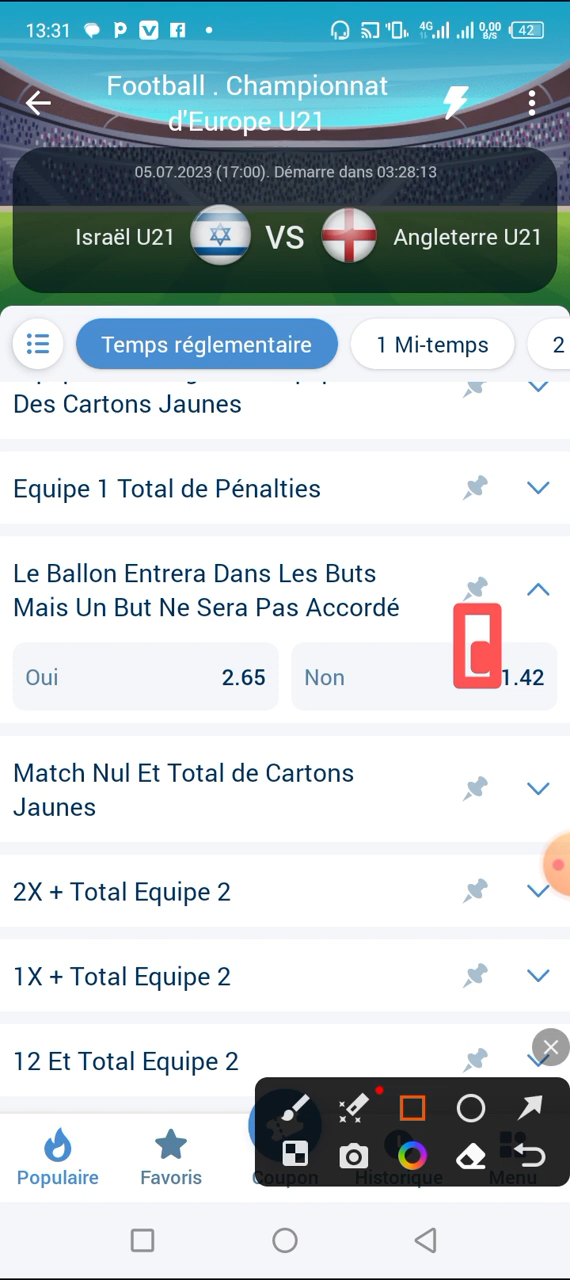 13:31
4G
0,00
B/S
42
Football . Championnat
d'Europe U21
05.07.2023 (17:00). Démarre dans 03:28:13
Israël U21
VS
Angleterre U21
Temps réglementaire
1 Mi-temps
2
Des Cartons Jaunes
Equipe 1 Total de Pénalties
Le Ballon Entrera Dans Les Buts
Mais Un But Ne Sera Pas Accordé
Oui 2.65
Non 1.42
Match Nul Et Total de Cartons
Jaunes
2X + Total Equipe 2
1X + Total Equipe 2
12 Et Total Equipe 2
Populaire
Favoris
Coupon
Historique
Menu